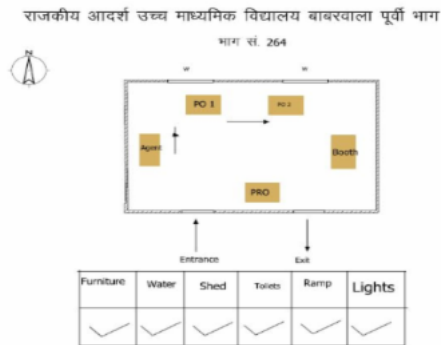 राजकीय आदर्श उच्च माध्यमिक विद्यालय बाबरवाला पूर्वी भाग
भाग सं. 264
N
W W
PO 1 PO 2
Agent
Booth
PRO
Entrance Exit
Furniture Water Shed Toilets Ramp Lights